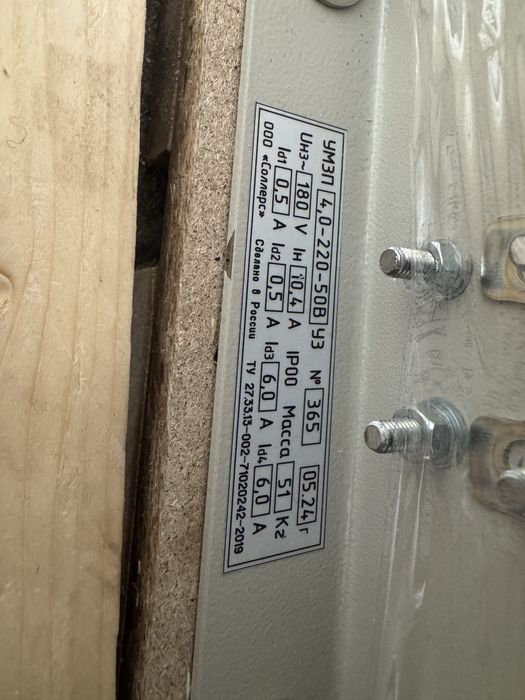 УМЗП 4,0-220-50В УЗ № 365 05.24г
Uнз~ 180 V Iн 10,4 A IP00 Масса 51 Кг
Id1 0,5 A Id2 0,5 A Id3 6,0 A Id4 6,0 A
ООО «Соллерс» Сделано в России ТУ 27.33.13-002-71020242-2019